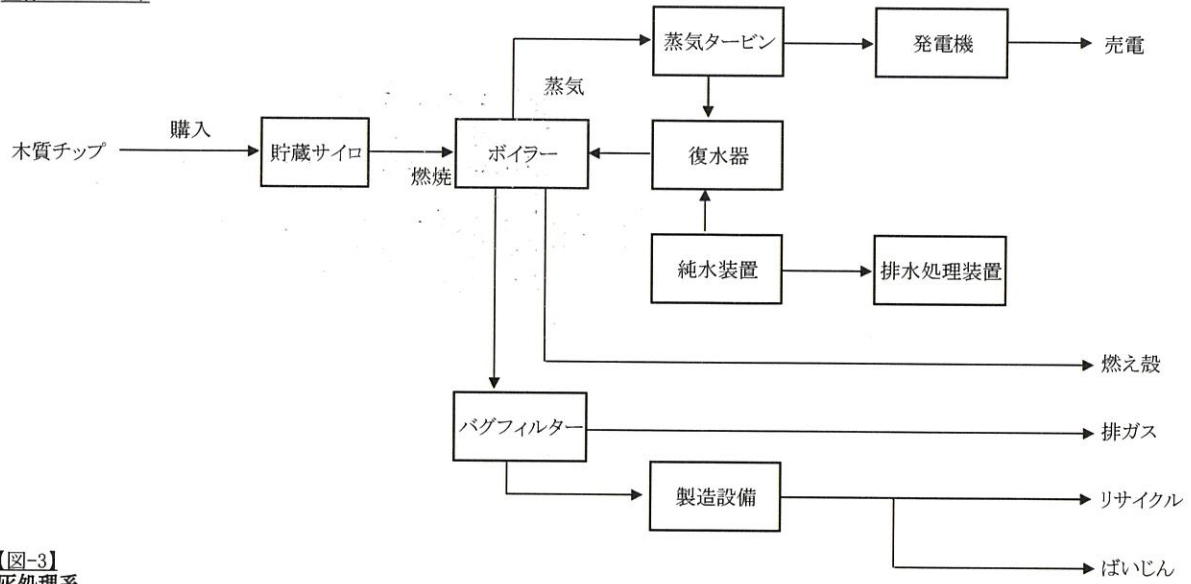 蒸気タービン
発電機
売電
蒸気
木質チップ
購入
貯蔵サイロ
燃焼
ボイラー
復水器
純水装置
排水処理装置
燃え殻
バグフィルター
排ガス
製造設備
リサイクル
ばいじん
【図-3】